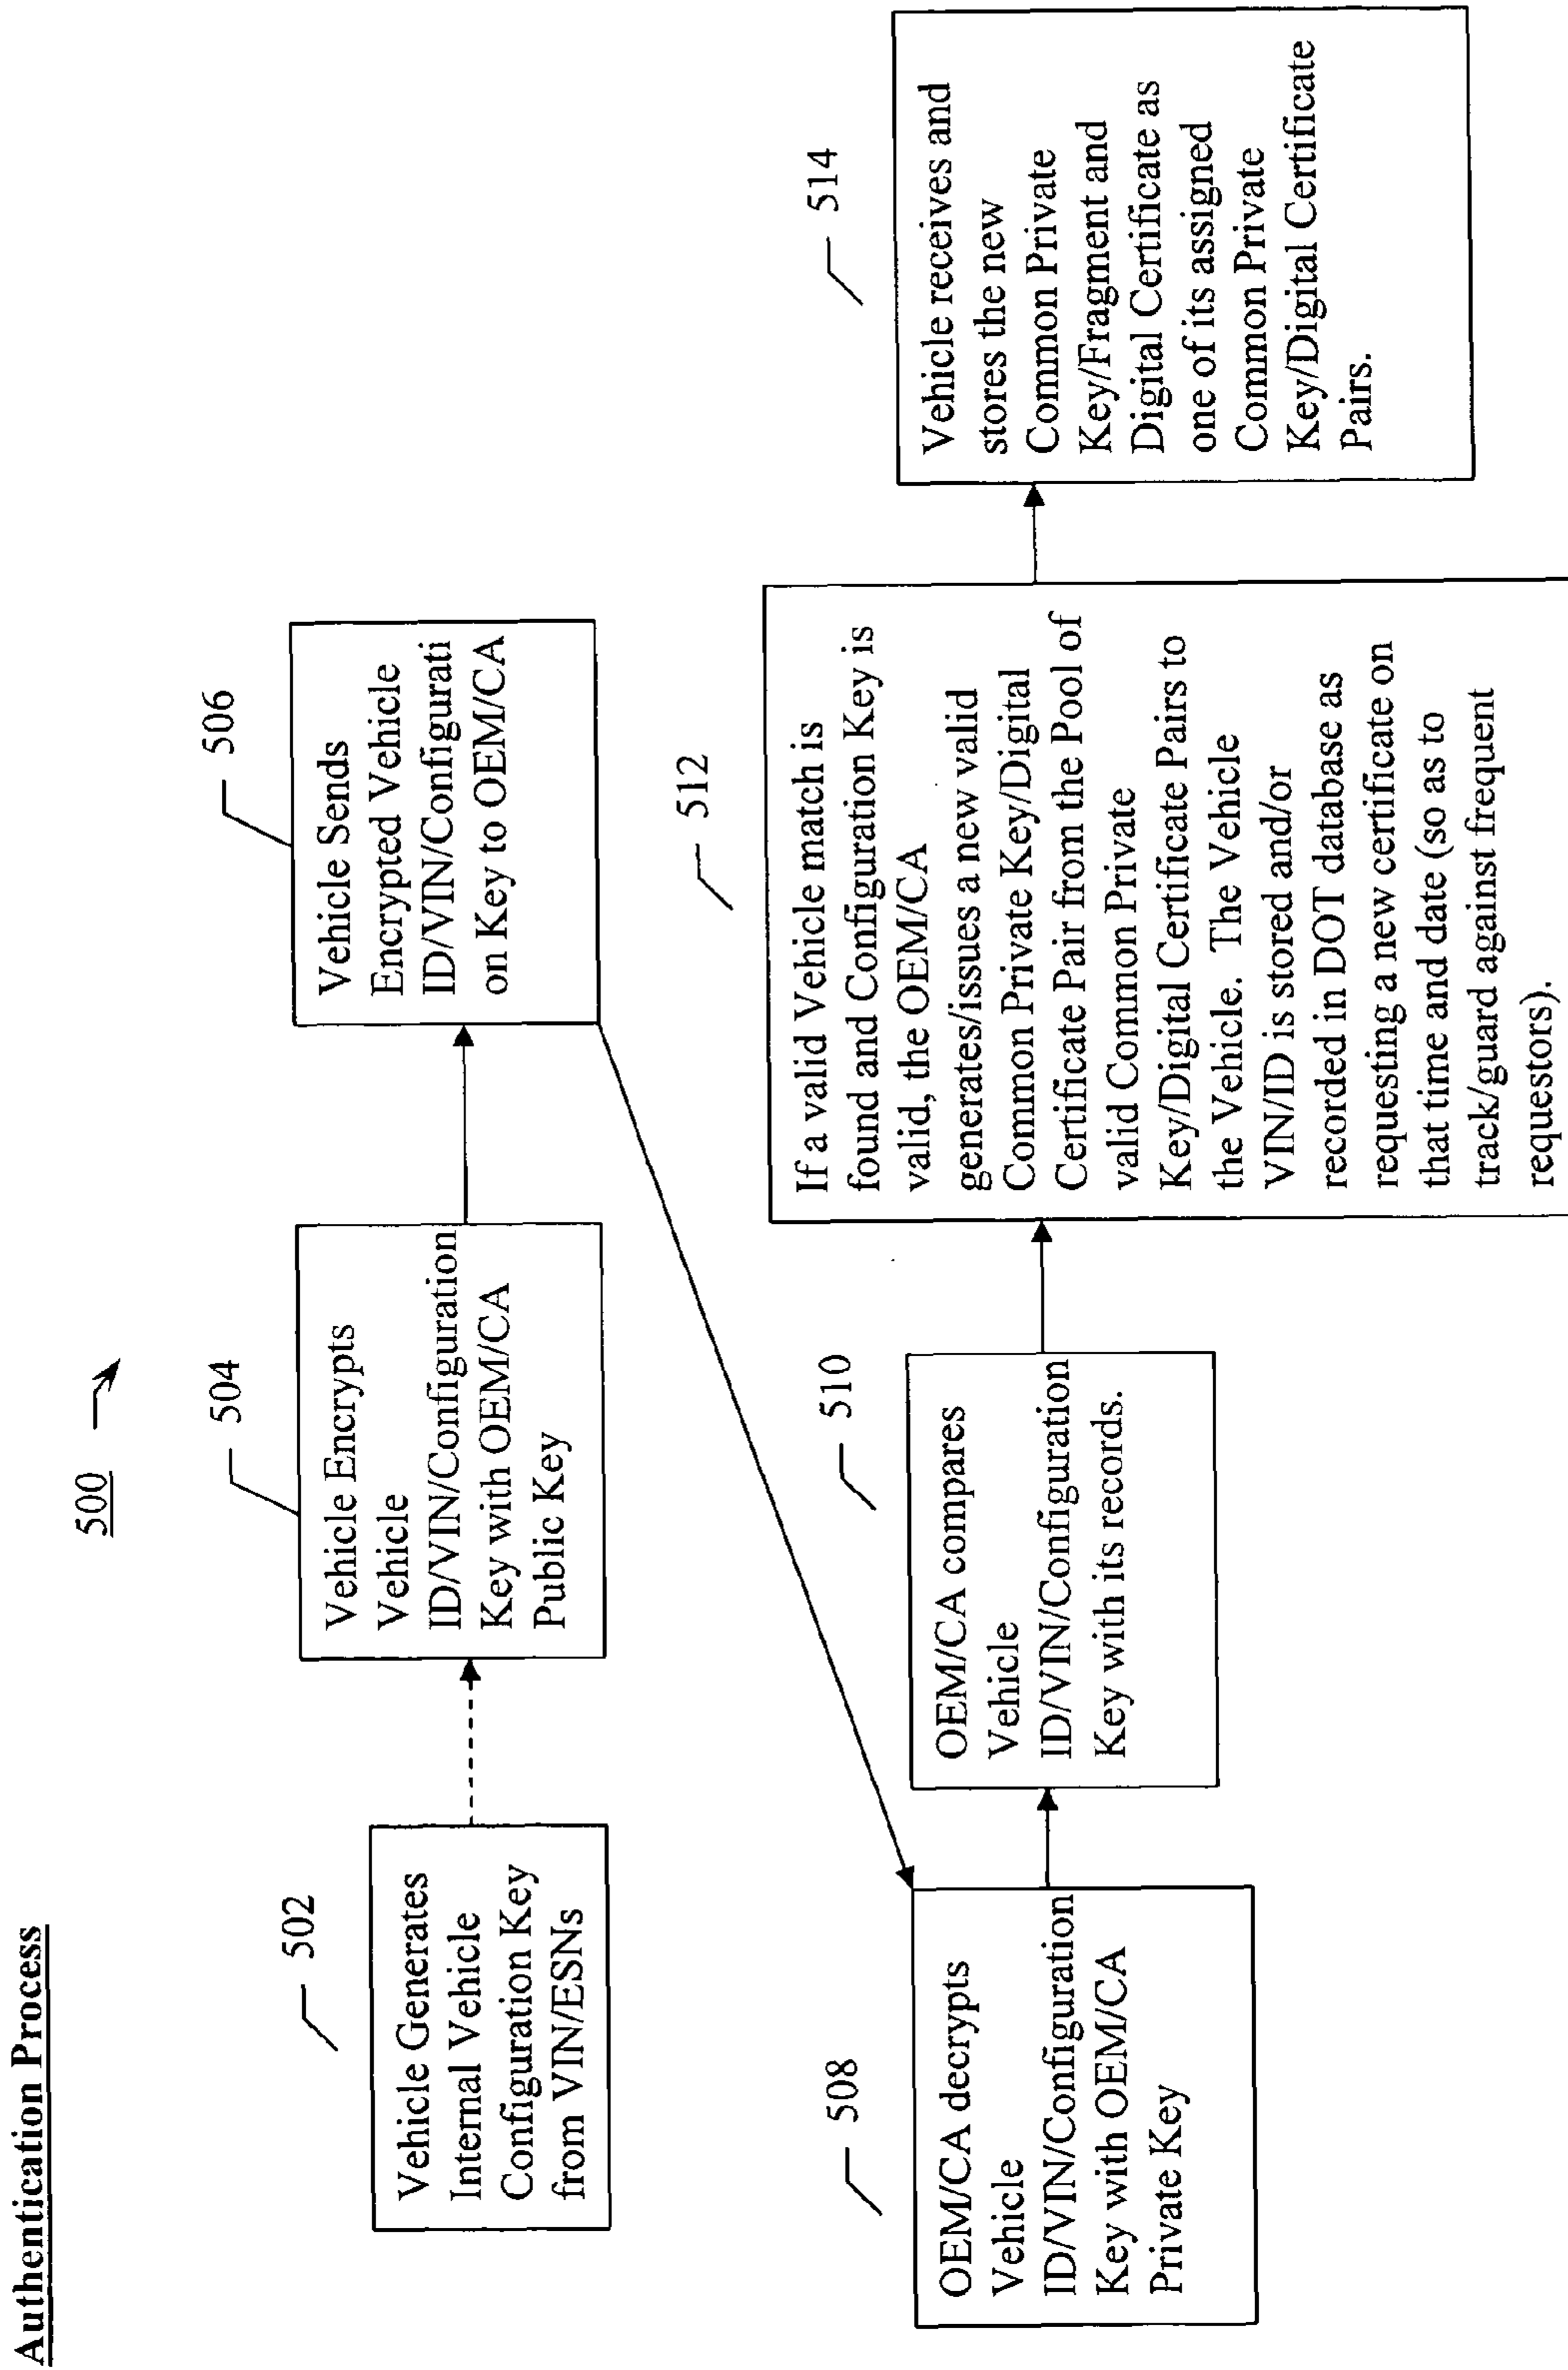 Authentication Process
500
502
Vehicle Generates
Internal Vehicle
Configuration Key
from VIN/ESNs
504
Vehicle Encrypts
Vehicle
ID/VIN/Configuration
Key with OEM/CA
Public Key
506
Vehicle Sends
Encrypted Vehicle
ID/VIN/Configurati
on Key to OEM/CA
508
OEM/CA decrypts
Vehicle
ID/VIN/Configuration
Key with OEM/CA
Private Key
510
OEM/CA compares
Vehicle
ID/VIN/Configuration
Key with its records.
512
If a valid Vehicle match is
found and Configuration Key is
valid, the OEM/CA
generates/issues a new valid
Common Private Key/Digital
Certificate Pair from the Pool of
valid Common Private
Key/Digital Certificate Pairs to
the Vehicle. The Vehicle
VIN/ID is stored and/or
recorded in DOT database as
requesting a new certificate on
that time and date (so as to
track/guard against frequent
requestors).
514
Vehicle receives and
stores the new
Common Private
Key/Fragment and
Digital Certificate as
one of its assigned
Common Private
Key/Digital Certificate
Pairs.